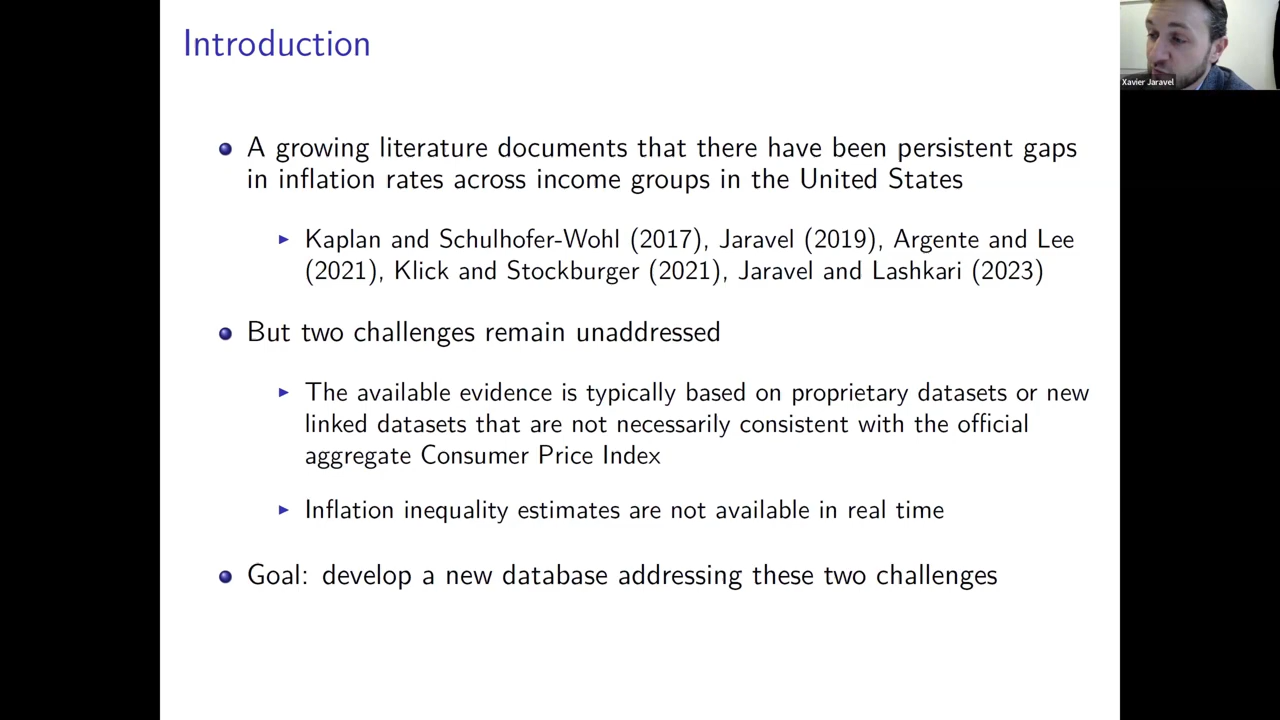 Introduction
Xavier Jaravel
A growing literature documents that there have been persistent gaps
in inflation rates across income groups in the United States
Kaplan and Schulhofer-Wohl (2017), Jaravel (2019), Argente and Lee
(2021), Klick and Stockburger (2021), Jaravel and Lashkari (2023)
But two challenges remain unaddressed
The available evidence is typically based on proprietary datasets or new
linked datasets that are not necessarily consistent with the official
aggregate Consumer Price Index
Inflation inequality estimates are not available in real time
Goal: develop a new database addressing these two challenges